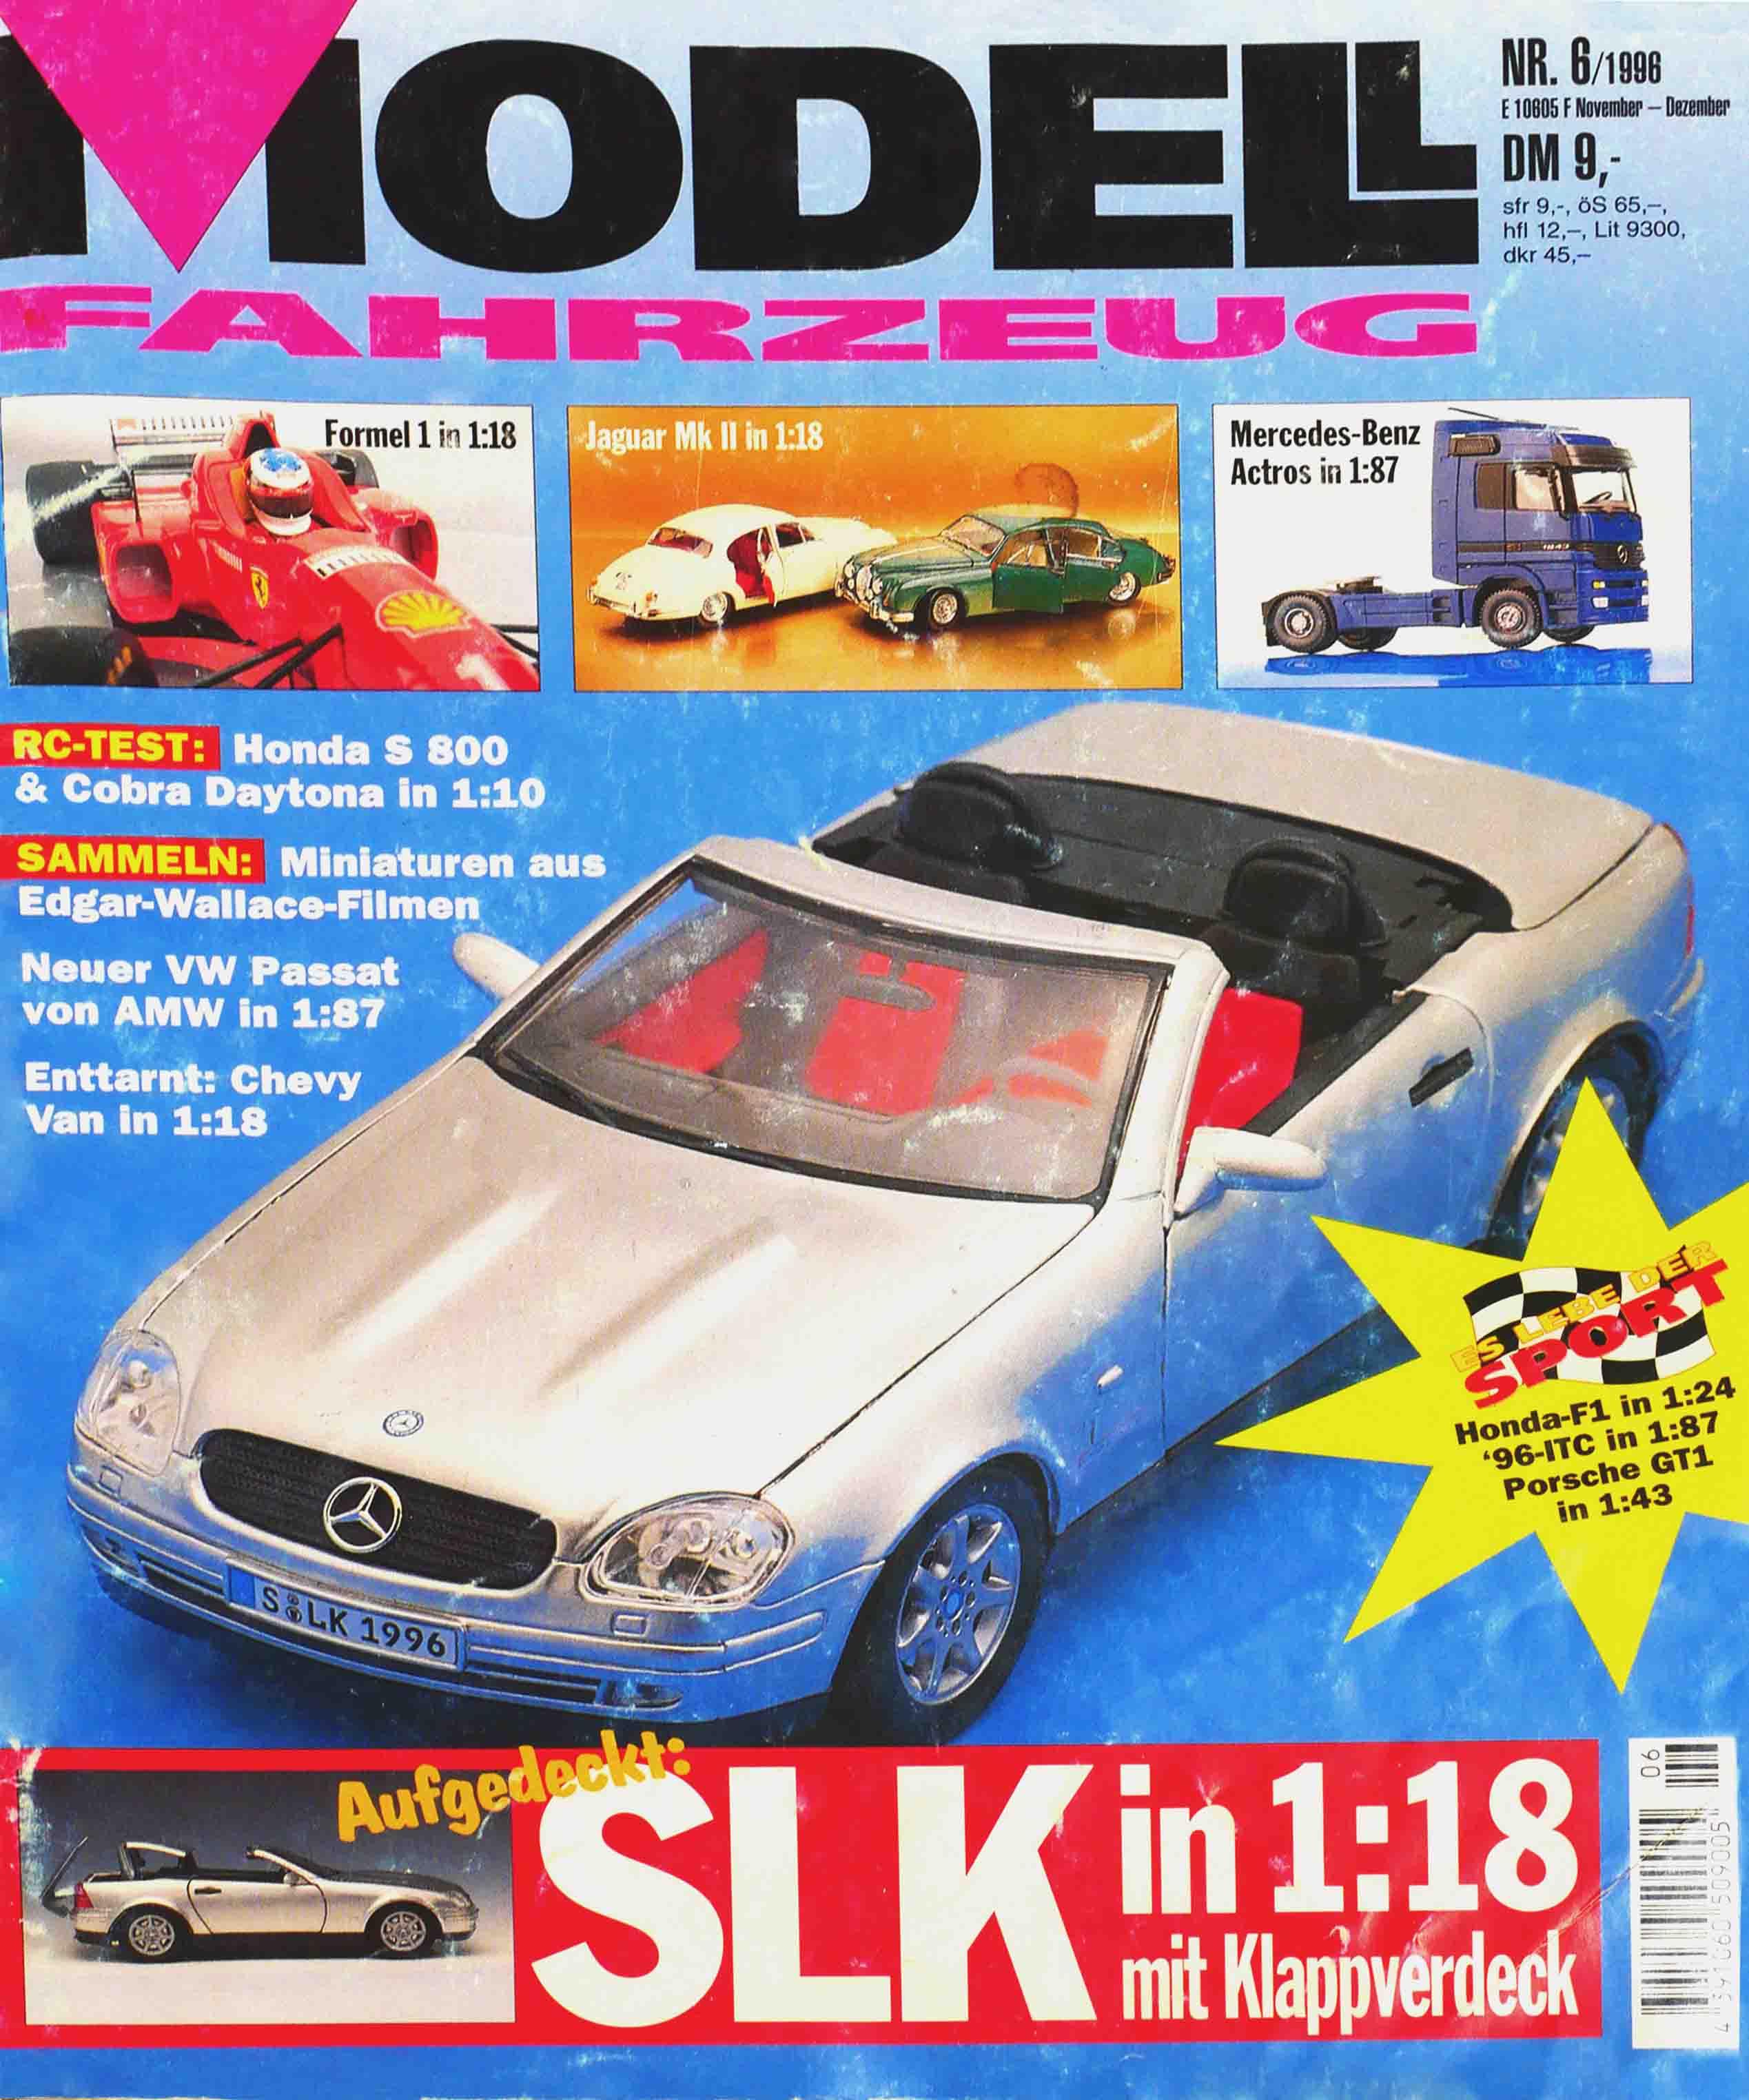 MODELL
FAHRZEUG
NR. 6/1996
E 10605 F November – Dezember
DM 9,-
sfr 9,-, öS 65,–,
hfl 12,–, Lit 9300,
dkr 45,–
Formel 1 in 1:18
Jaguar Mk II in 1:18
Mercedes-Benz
Actros in 1:87
RC-TEST: Honda S 800
& Cobra Daytona in 1:10
SAMMELN: Miniaturen aus
Edgar-Wallace-Filmen
Neuer VW Passat
von AMW in 1:87
Enttarnt: Chevy
Van in 1:18
ES LEBE DER
SPORT
Honda-F1 in 1:24
‘96-ITC in 1:87
Porsche GT1
in 1:43
S LK 1996
Aufgedeckt:
SLK in 1:18
mit Klappverdeck
06
4 391060 509005